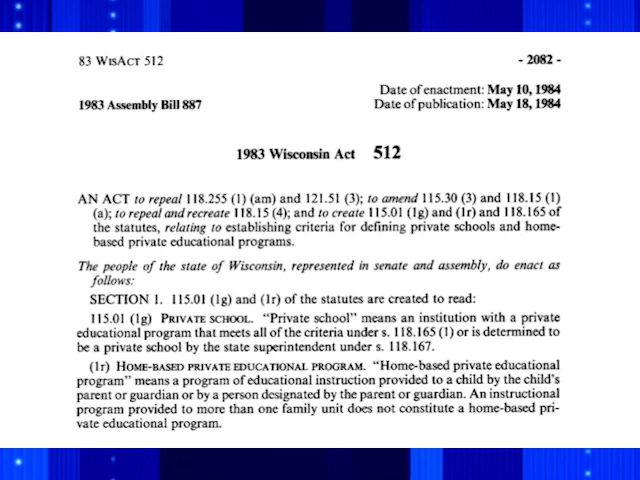 83 WISACT 512 - 2082 -
Date of enactment: May 10, 1984
1983 Assembly Bill 887 Date of publication: May 18, 1984
1983 Wisconsin Act 512
AN ACT to repeal 118.255 (1) (am) and 121.51 (3); to amend 115.30 (3) and 118.15 (1)
(a); to repeal and recreate 118.15 (4); and to create 115.01 (1g) and (1r) and 118.165 of
the statutes, relating to establishing criteria for defining private schools and home-
based private educational programs.
The people of the state of Wisconsin, represented in senate and assembly, do enact as
follows:
SECTION 1. 115.01 (1g) and (1r) of the statutes are created to read:
115.01 (1g) PRIVATE SCHOOL. “Private school” means an institution with a private
educational program that meets all of the criteria under s. 118.165 (1) or is determined to
be a private school by the state superintendent under s. 118.167.
(1r) HOME-BASED PRIVATE EDUCATIONAL PROGRAM. “Home-based private educational
program” means a program of educational instruction provided to a child by the child’s
parent or guardian or by a person designated by the parent or guardian. An instructional
program provided to more than one family unit does not constitute a home-based pri-
vate educational program.